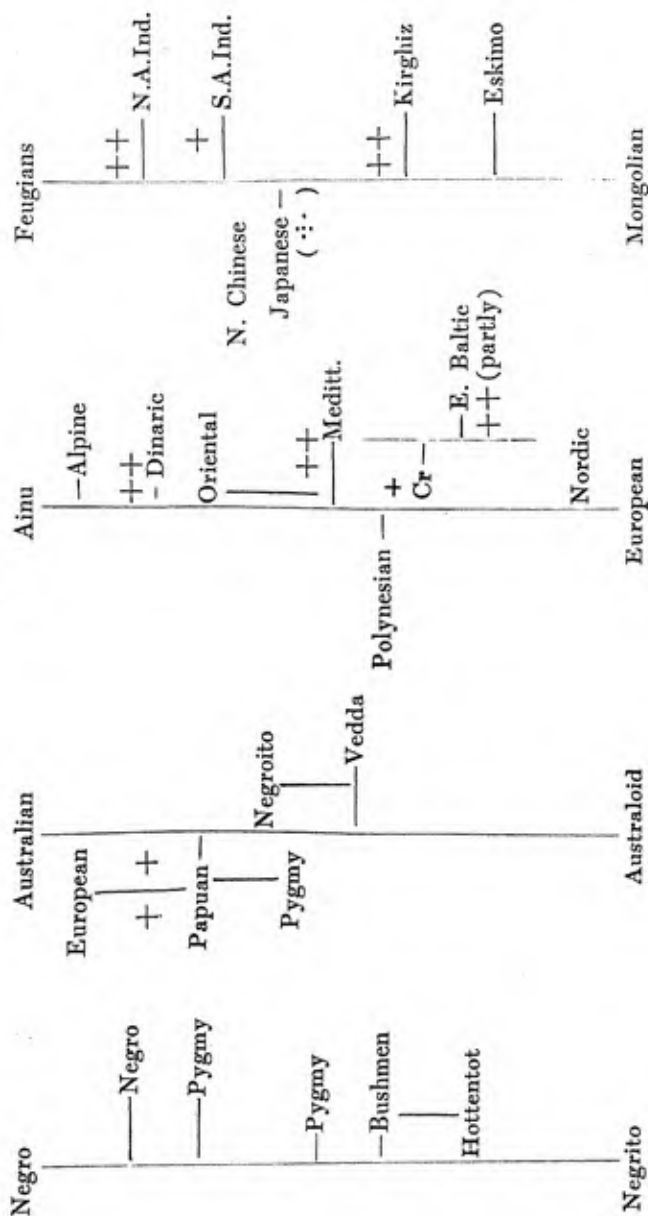 Negro
Negro
Pygmy
Pygmy
Bushmen
Hottentot
Negrito
Australian
European
+ +
Papuan
Pygmy
Negroito
Vedda
Australoid
Ainu
Alpine
++
Dinaric
Oriental
++
Meditt.
Polynesian
+
Cr
E. Baltic
++ (partly)
Nordic
European
Feugians
++
N.A.Ind.
+
S.A.Ind.
N. Chinese
Japanese
++
Kirghiz
Eskimo
Mongolian